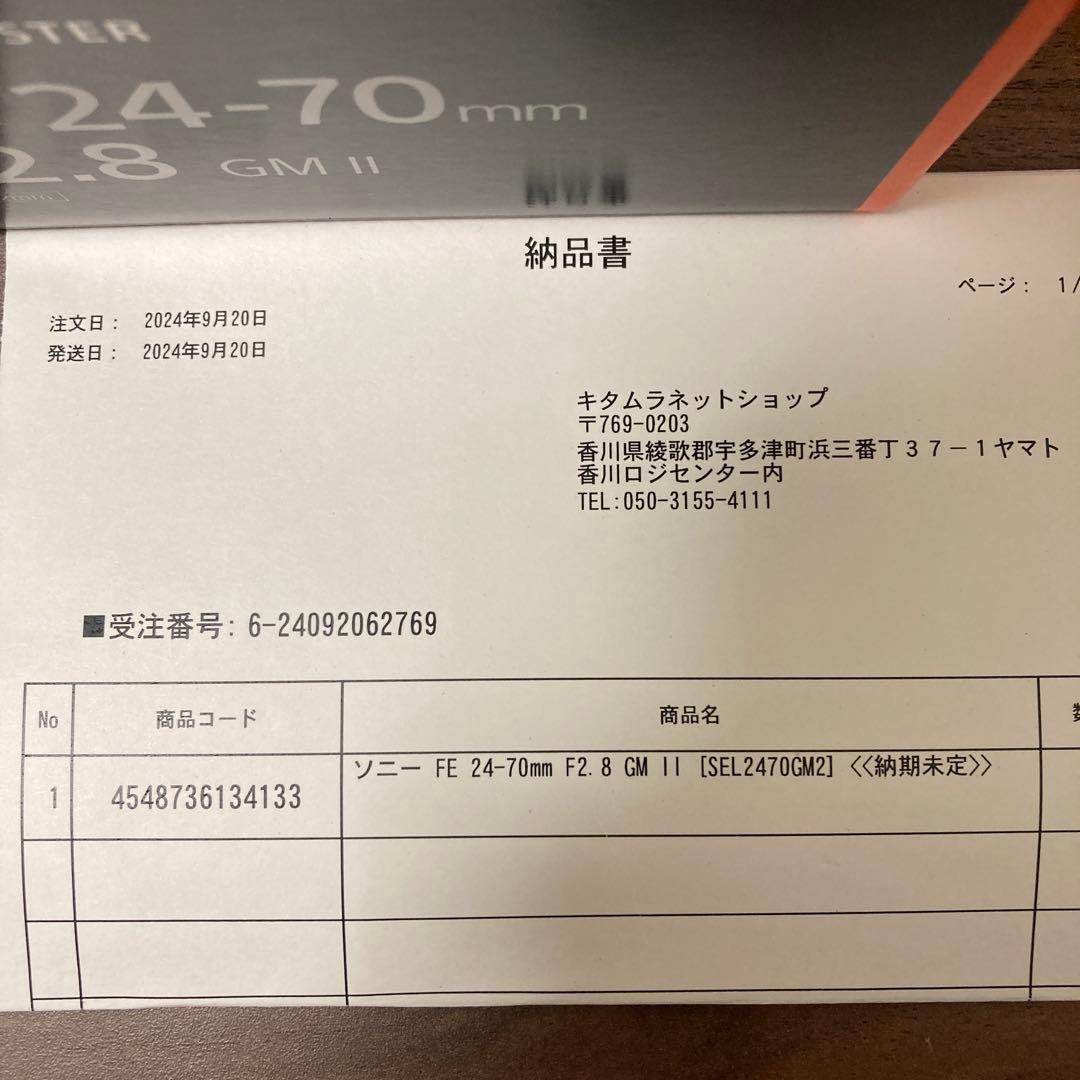 STER
24-70mm
2.8 GM II
納品書
ページ: 1/
注文日: 2024年9月20日
発送日: 2024年9月20日
キタムラネットショップ
〒769-0203
香川県綾歌郡宇多津町浜三番丁37-1ヤマト
香川ロジセンター内
TEL:050-3155-4111
■受注番号: 6-24092062769
No 商品コード 商品名
1 4548736134133 ソニー FE 24-70mm F2.8 GM II [SEL2470GM2] <<納期未定>>